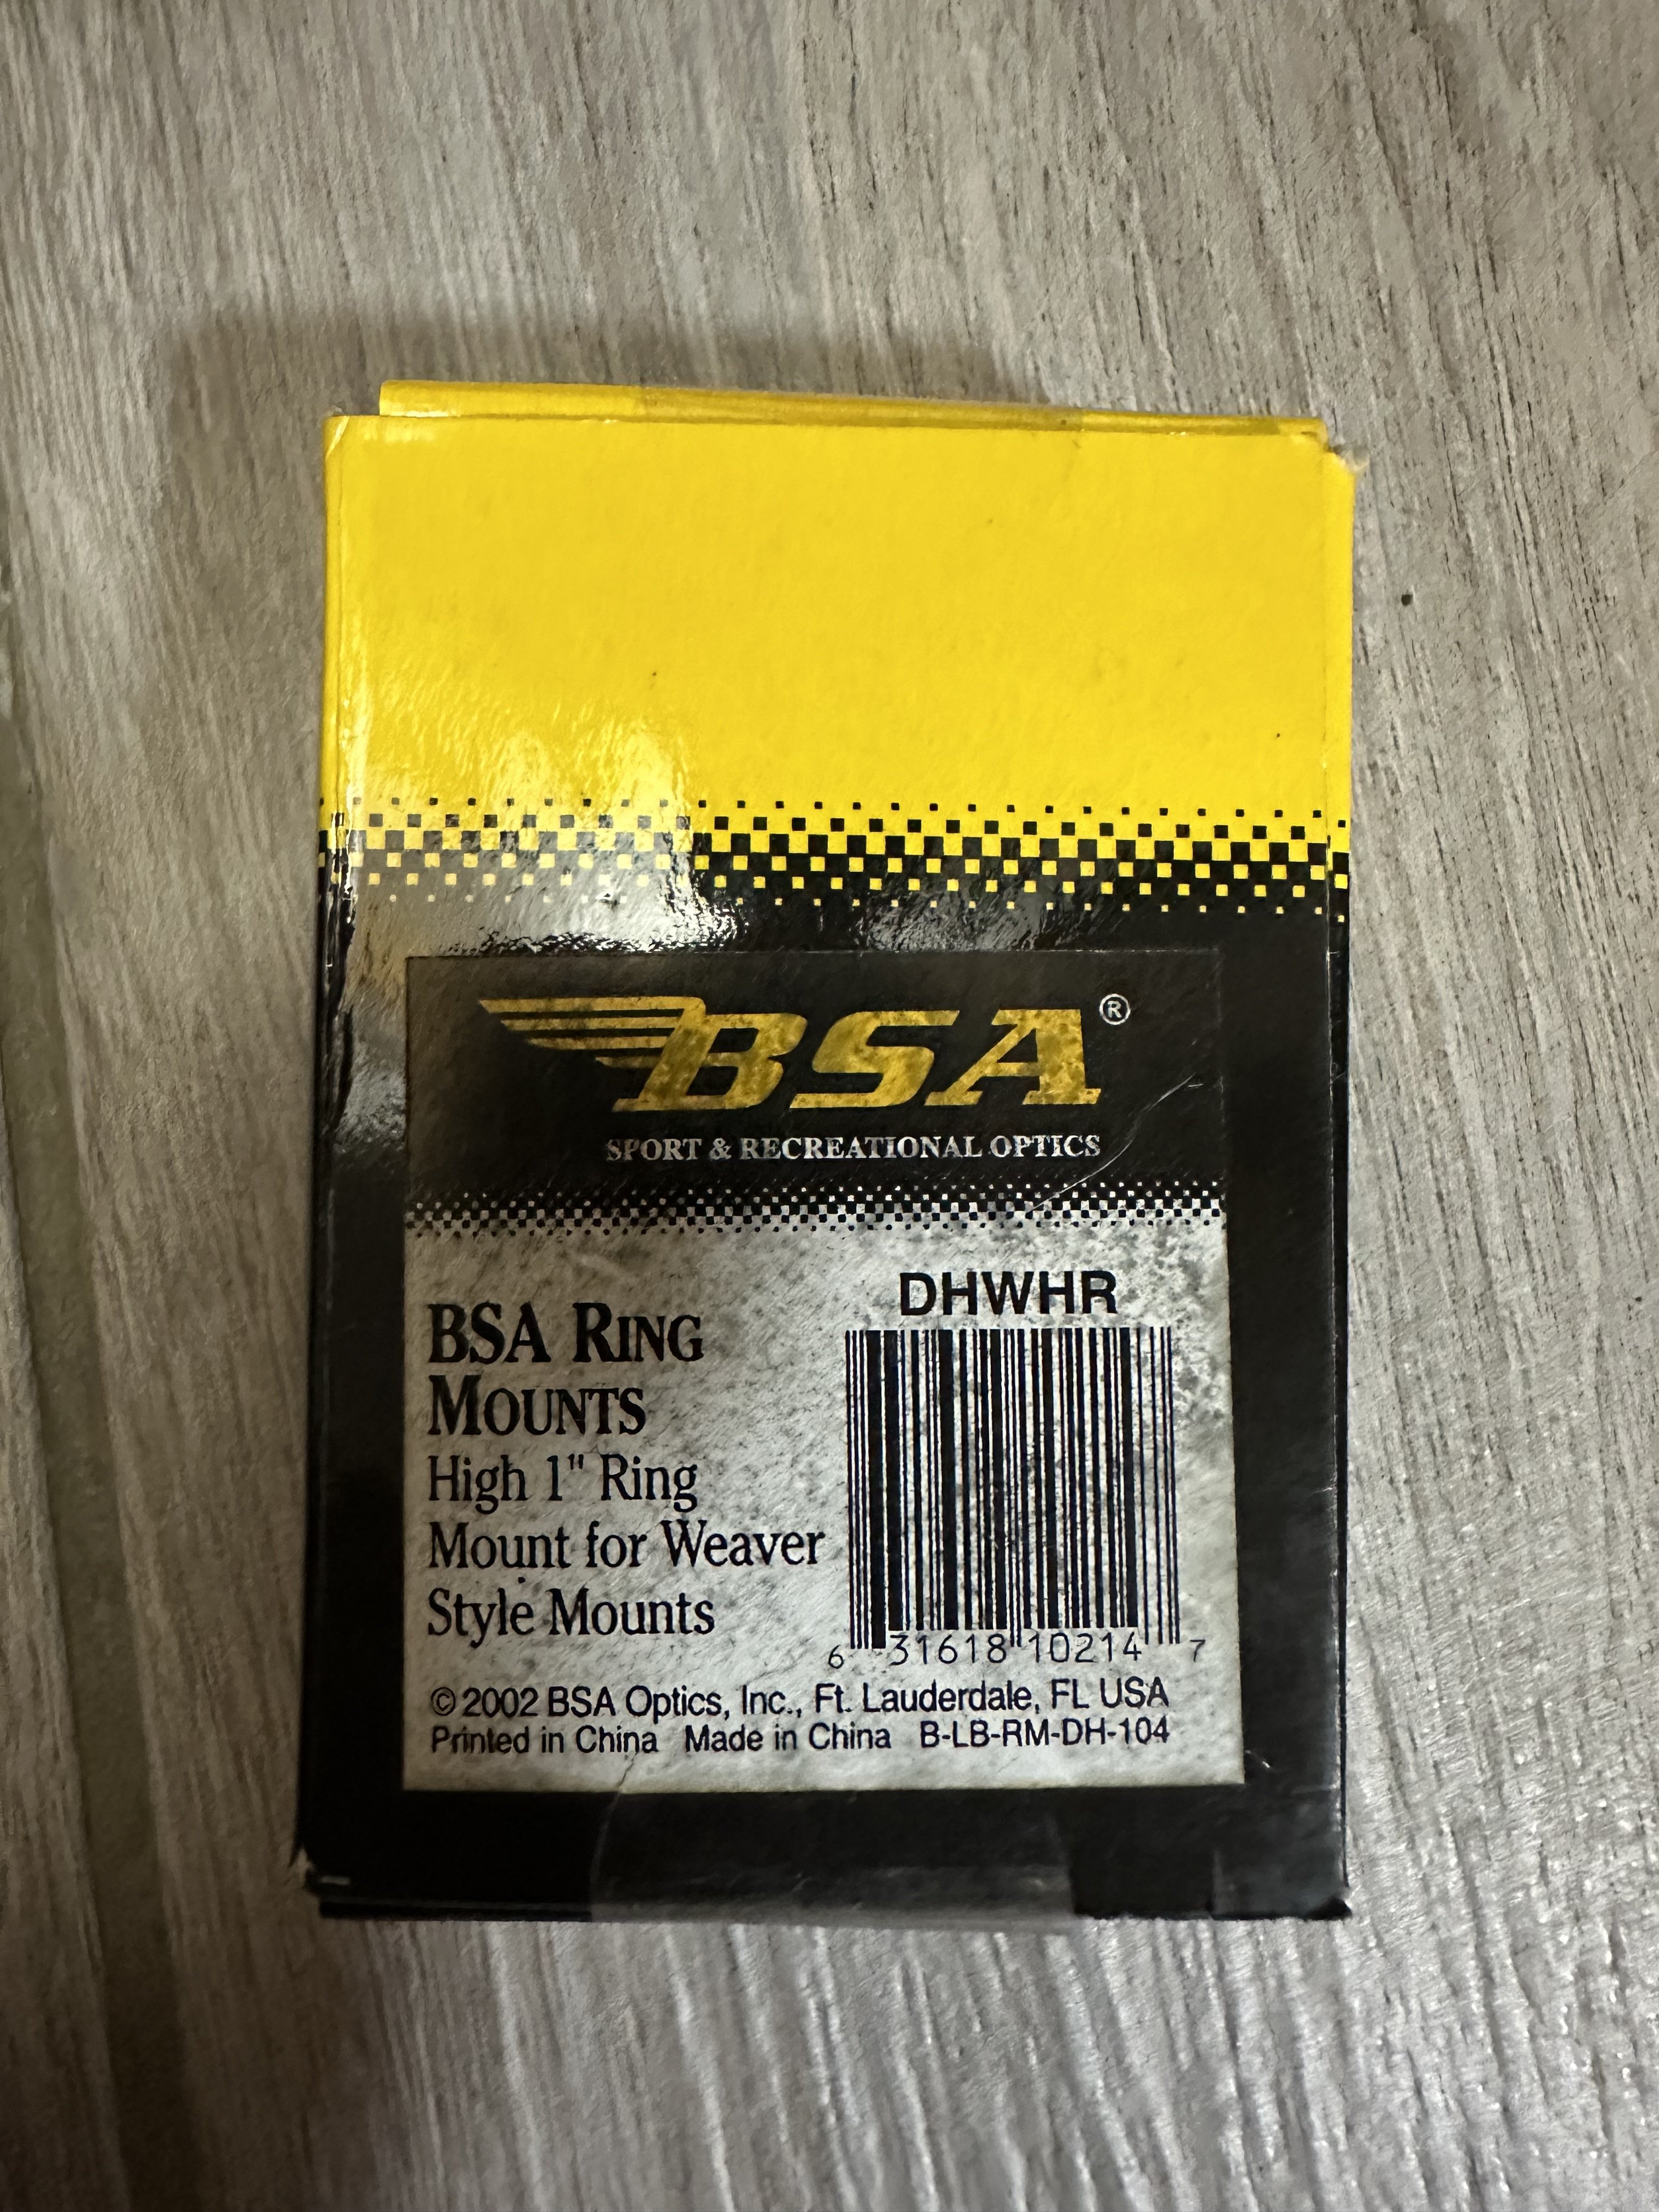 BSA®
SPORT & RECREATIONAL OPTICS
DHWHR
BSA RING
MOUNTS
High 1" Ring
Mount for Weaver
Style Mounts
6 31618 10214 7
© 2002 BSA Optics, Inc., Ft. Lauderdale, FL USA
Printed in China Made in China B-LB-RM-DH-104